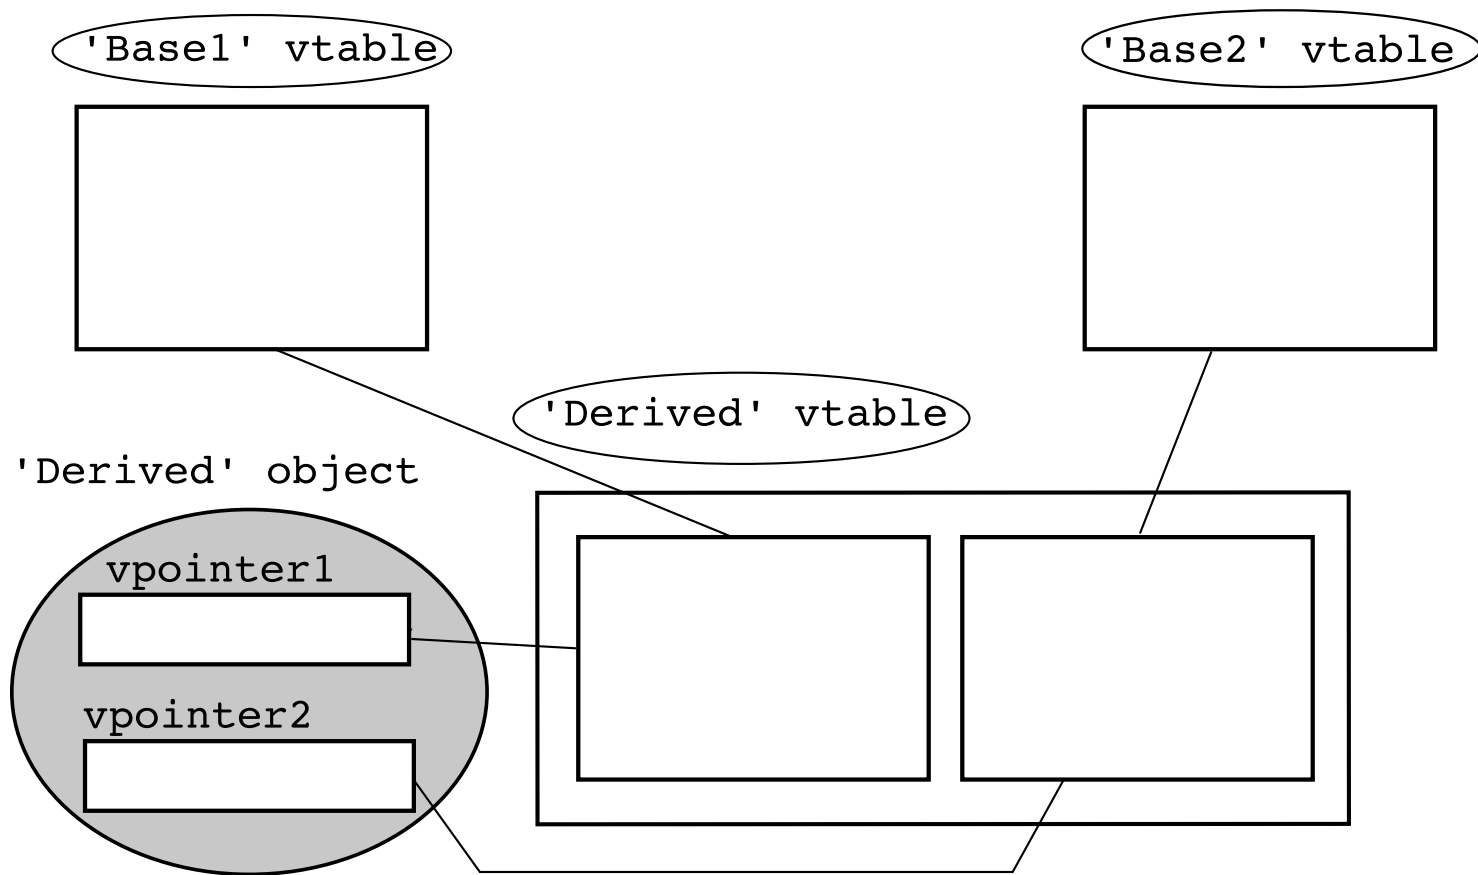 'Base1' vtable
'Base2' vtable
'Derived' vtable
'Derived' object
vpointer1
vpointer2